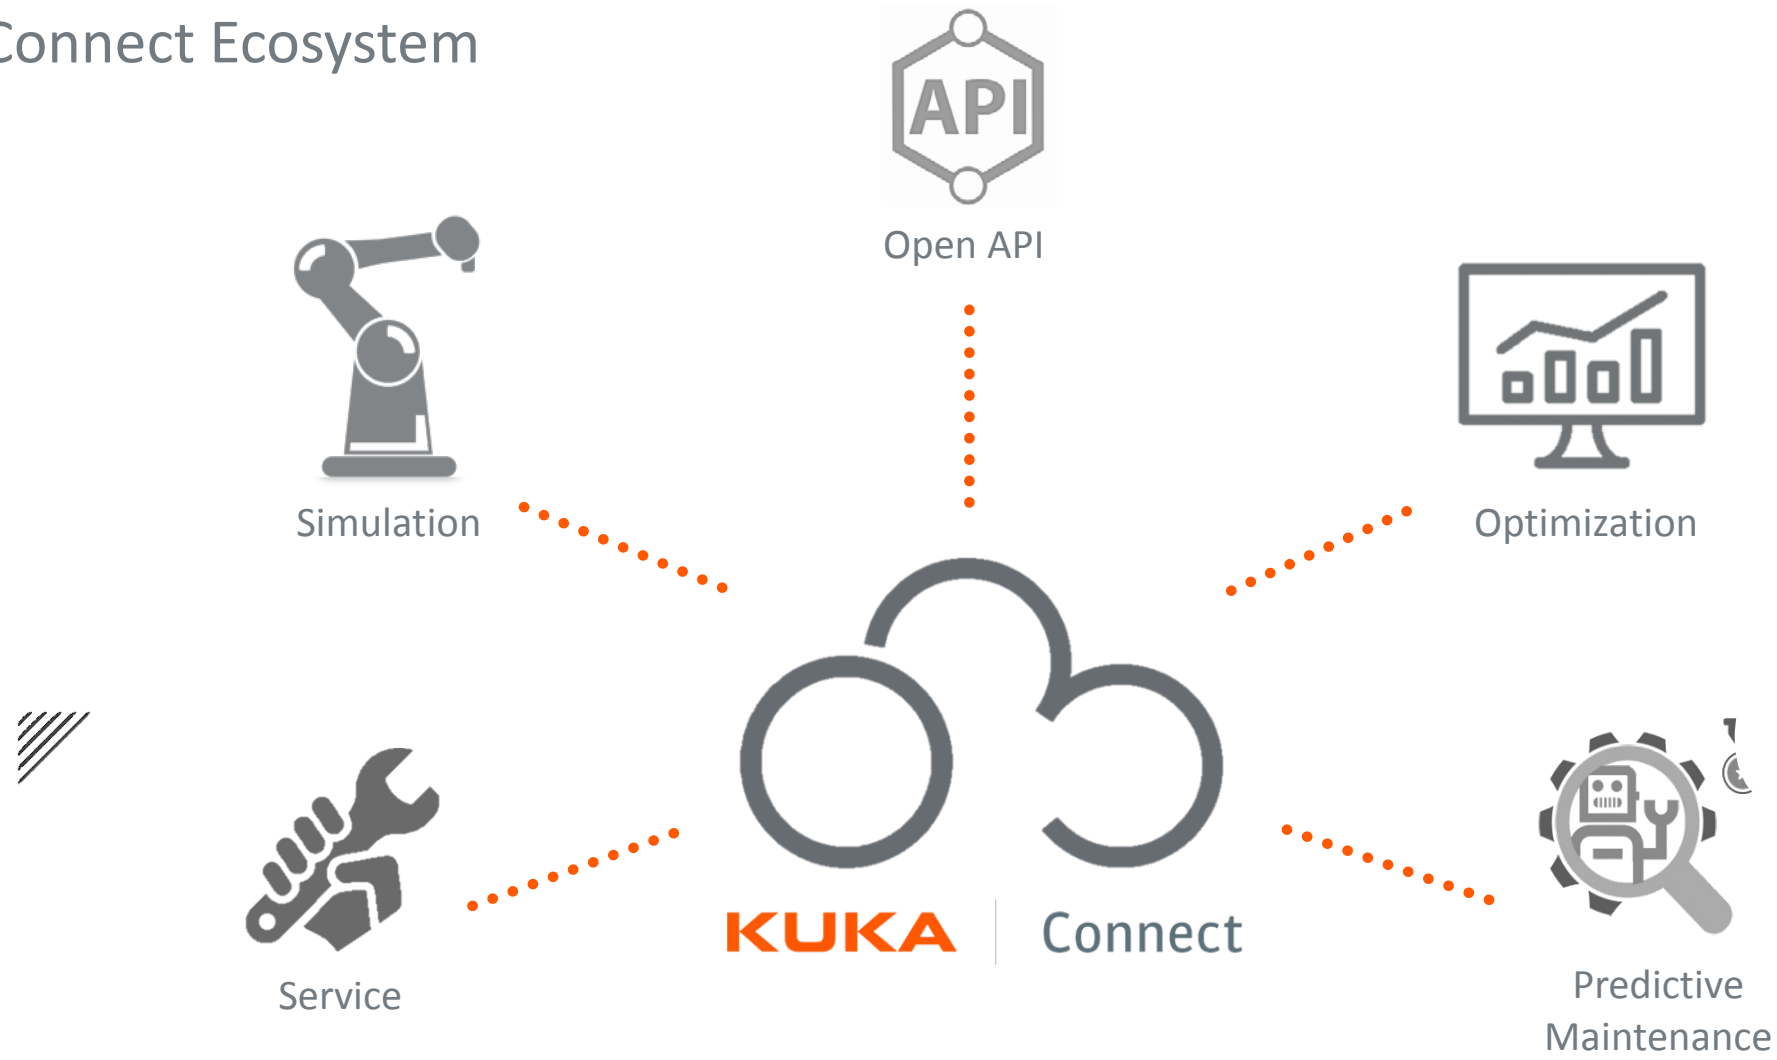 Connect Ecosystem
API
Open API
Simulation
Optimization
KUKA Connect
Service
Predictive
Maintenance